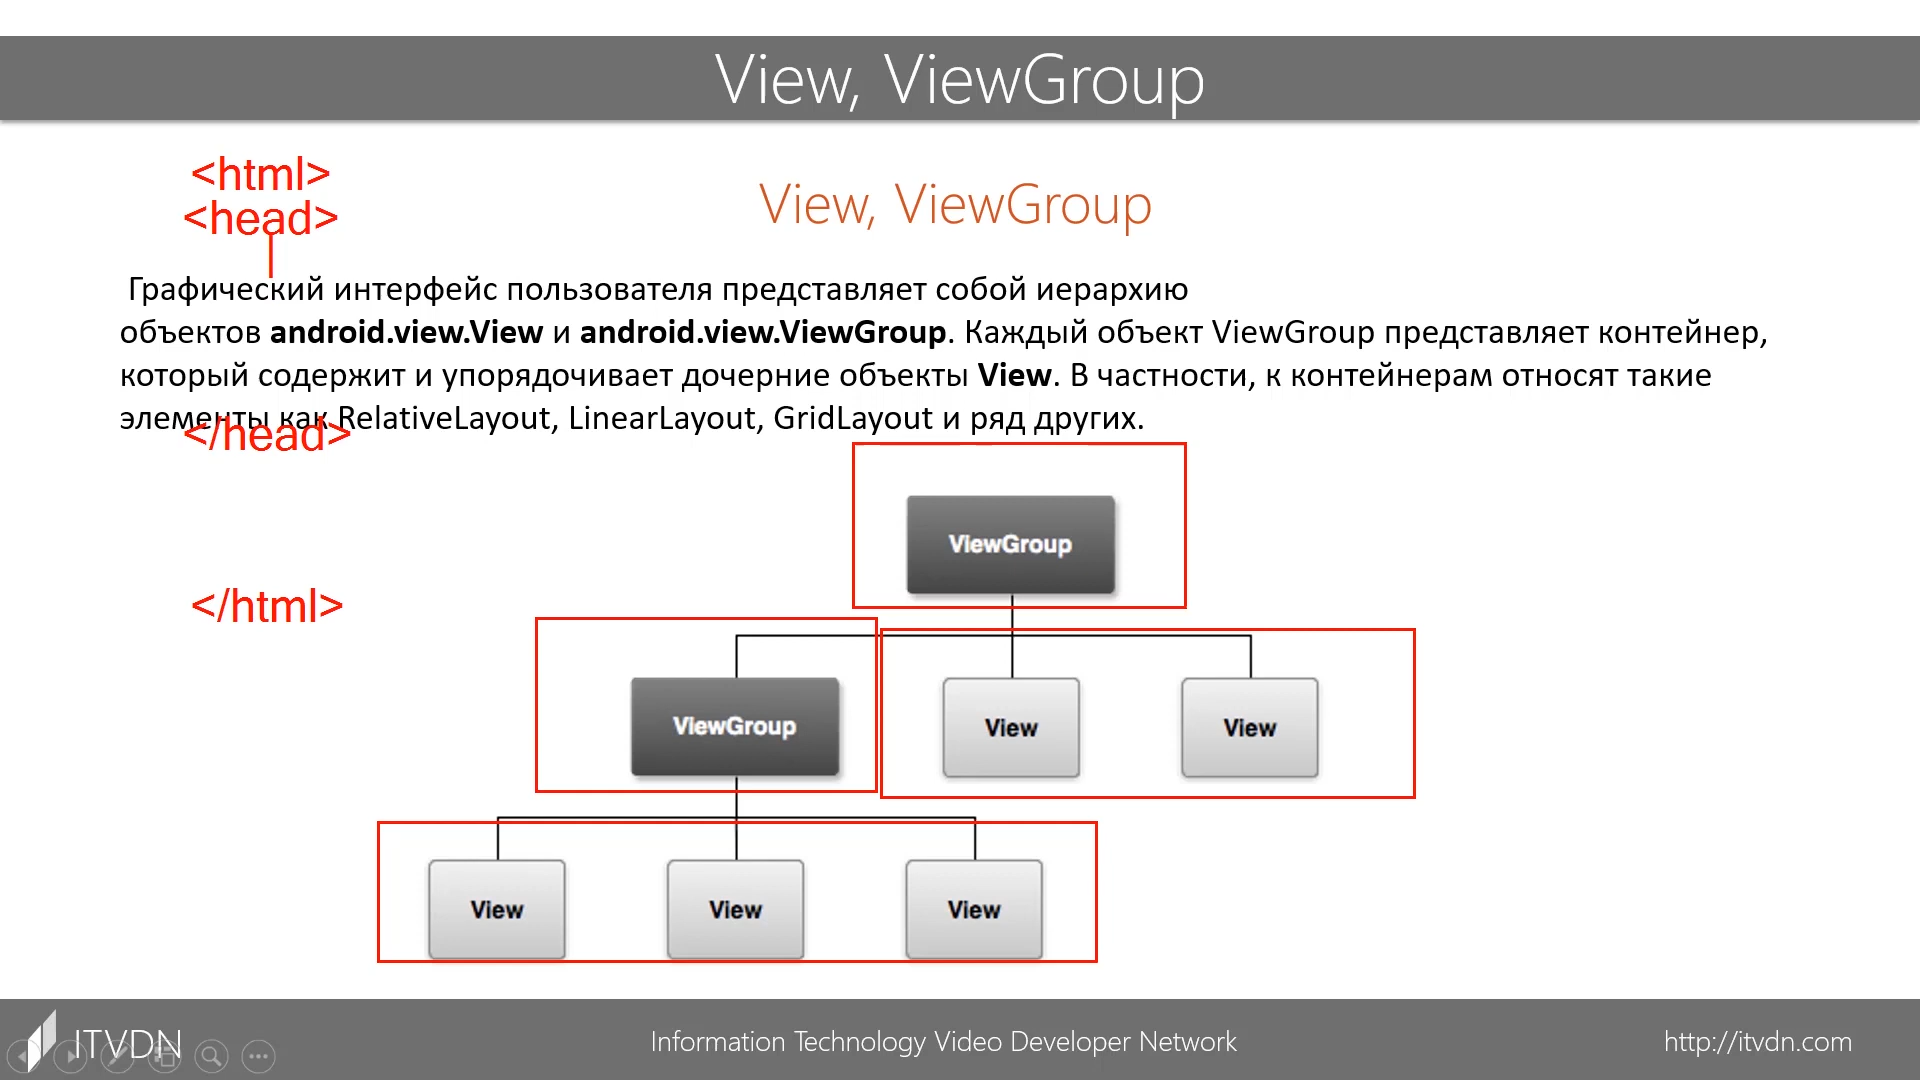 View, ViewGroup
<html>
<head>
View, ViewGroup
Графический интерфейс пользователя представляет собой иерархию
объектов android.view.View и android.view.ViewGroup. Каждый объект ViewGroup представляет контейнер,
который содержит и упорядочивает дочерние объекты View. В частности, к контейнерам относят такие
элементы как RelativeLayout, LinearLayout, GridLayout и ряд других.
</head>
ViewGroup
</html>
ViewGroup
View
View
View
View
View
ITVDN
Information Technology Video Developer Network
http://itvdn.com